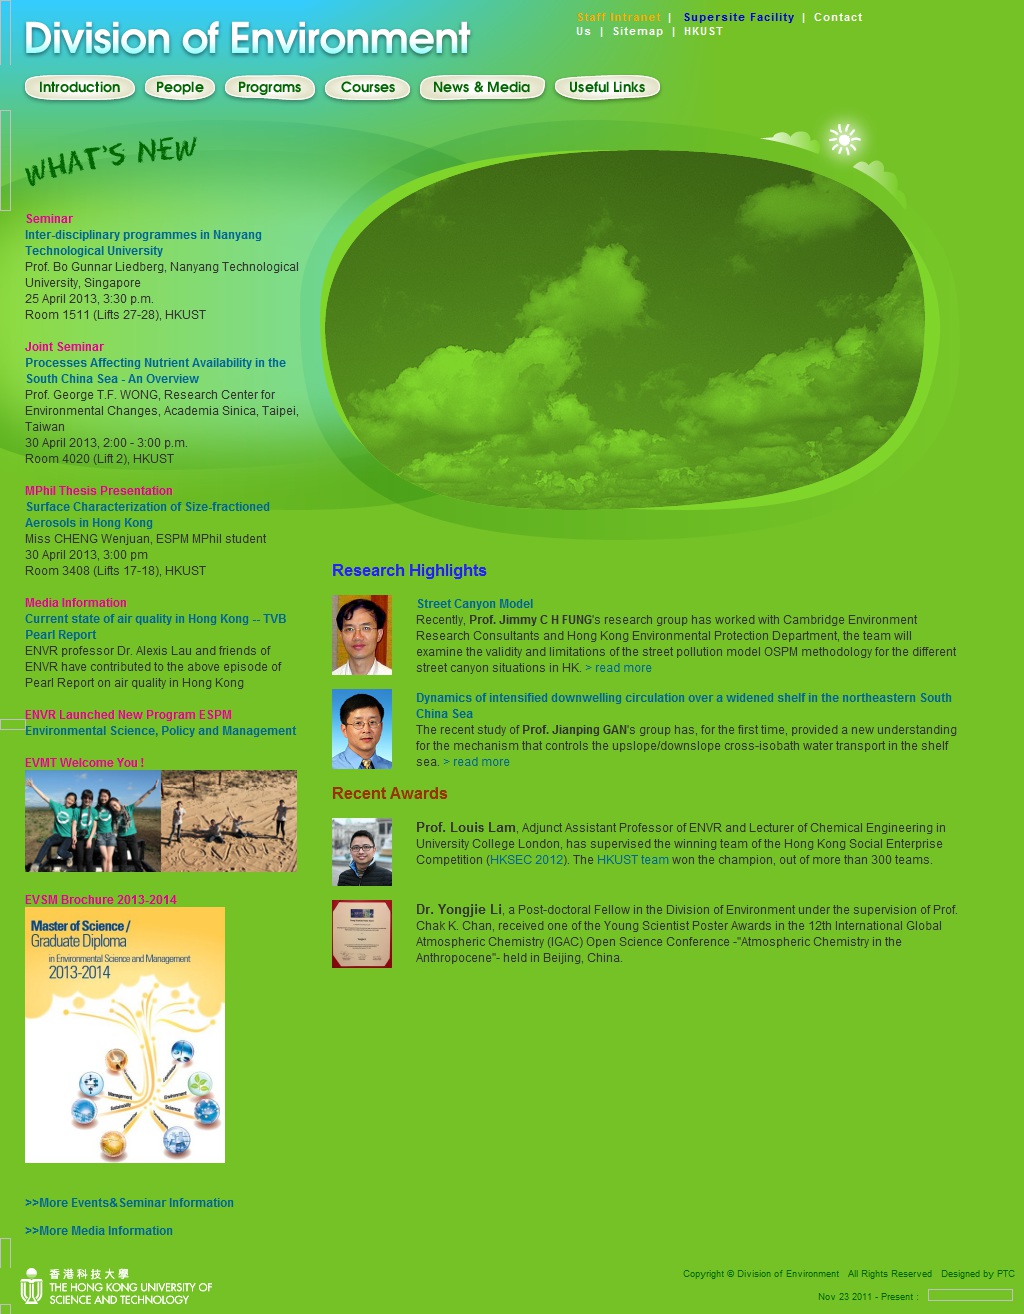 Division of Environment
Staff Intranet | Supersite Facility | Contact
Us | Sitemap | HKUST
Introduction People Programs Courses News & Media Useful Links
WHAT'S NEW
Seminar
Inter-disciplinary programmes in Nanyang
Technological University
Prof. Bo Gunnar Liedberg, Nanyang Technological
University, Singapore
25 April 2013, 3:30 p.m.
Room 1511 (Lifts 27-28), HKUST
Joint Seminar
Processes Affecting Nutrient Availability in the
South China Sea - An Overview
Prof. George T.F. WONG, Research Center for
Environmental Changes, Academia Sinica, Taipei,
Taiwan
30 April 2013, 2:00 - 3:00 p.m.
Room 4020 (Lift 2), HKUST
MPhil Thesis Presentation
Surface Characterization of Size-fractioned
Aerosols in Hong Kong
Miss CHENG Wenjuan, ESPM MPhil student
30 April 2013, 3:00 pm
Room 3408 (Lifts 17-18), HKUST
Media Information
Current state of air quality in Hong Kong -- TVB
Pearl Report
ENVR professor Dr. Alexis Lau and friends of
ENVR have contributed to the above episode of
Pearl Report on air quality in Hong Kong
ENVR Launched New Program ESPM
Environmental Science, Policy and Management
EVMT Welcome You !
EVSM Brochure 2013-2014
Master of Science /
Graduate Diploma
in Environmental Science and Management
2013-2014
Management
Environment
Sustainability
Science
>>More Events&Seminar Information
>>More Media Information
Research Highlights
Street Canyon Model
Recently, Prof. Jimmy C H FUNG's research group has worked with Cambridge Environment
Research Consultants and Hong Kong Environmental Protection Department, the team will
examine the validity and limitations of the street pollution model OSPM methodology for the different
street canyon situations in HK. > read more
Dynamics of intensified downwelling circulation over a widened shelf in the northeastern South
China Sea
The recent study of Prof. Jianping GAN's group has, for the first time, provided a new understanding
for the mechanism that controls the upslope/downslope cross-isobath water transport in the shelf
sea. > read more
Recent Awards
Prof. Louis Lam, Adjunct Assistant Professor of ENVR and Lecturer of Chemical Engineering in
University College London, has supervised the winning team of the Hong Kong Social Enterprise
Competition (HKSEC 2012). The HKUST team won the champion, out of more than 300 teams.
Dr. Yongjie Li, a Post-doctoral Fellow in the Division of Environment under the supervision of Prof.
Chak K. Chan, received one of the Young Scientist Poster Awards in the 12th International Global
Atmospheric Chemistry (IGAC) Open Science Conference -"Atmospheric Chemistry in the
Anthropocene"- held in Beijing, China.
香港科技大學
THE HONG KONG UNIVERSITY OF
SCIENCE AND TECHNOLOGY
Copyright © Division of Environment All Rights Reserved Designed by PTC
Nov 23 2011 - Present :